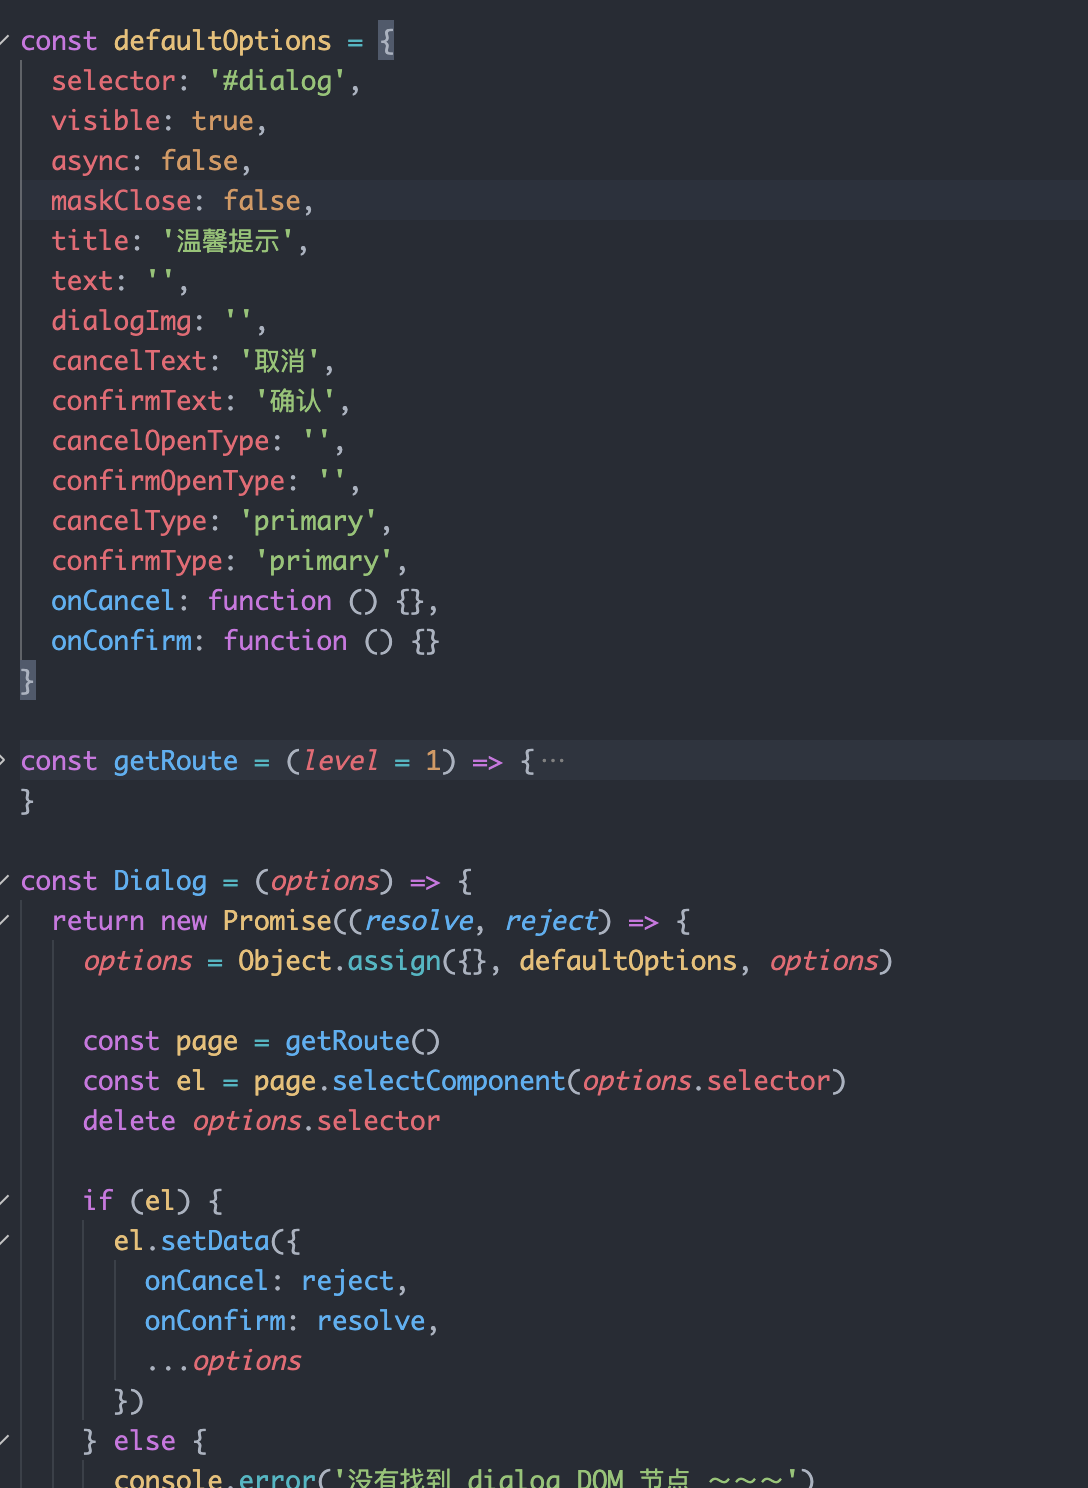 const defaultOptions = {
  selector: '#dialog',
  visible: true,
  async: false,
  maskClose: false,
  title: '温馨提示',
  text: '',
  dialogImg: '',
  cancelText: '取消',
  confirmText: '确认',
  cancelOpenType: '',
  confirmOpenType: '',
  cancelType: 'primary',
  confirmType: 'primary',
  onCancel: function () {},
  onConfirm: function () {}
}

const getRoute = (level = 1) => {···
}

const Dialog = (options) => {
  return new Promise((resolve, reject) => {
    options = Object.assign({}, defaultOptions, options)

    const page = getRoute()
    const el = page.selectComponent(options.selector)
    delete options.selector

    if (el) {
      el.setData({
        onCancel: reject,
        onConfirm: resolve,
        ...options
      })
    } else {
      console.error('没有找到 dialog DOM 节点 ～～～')